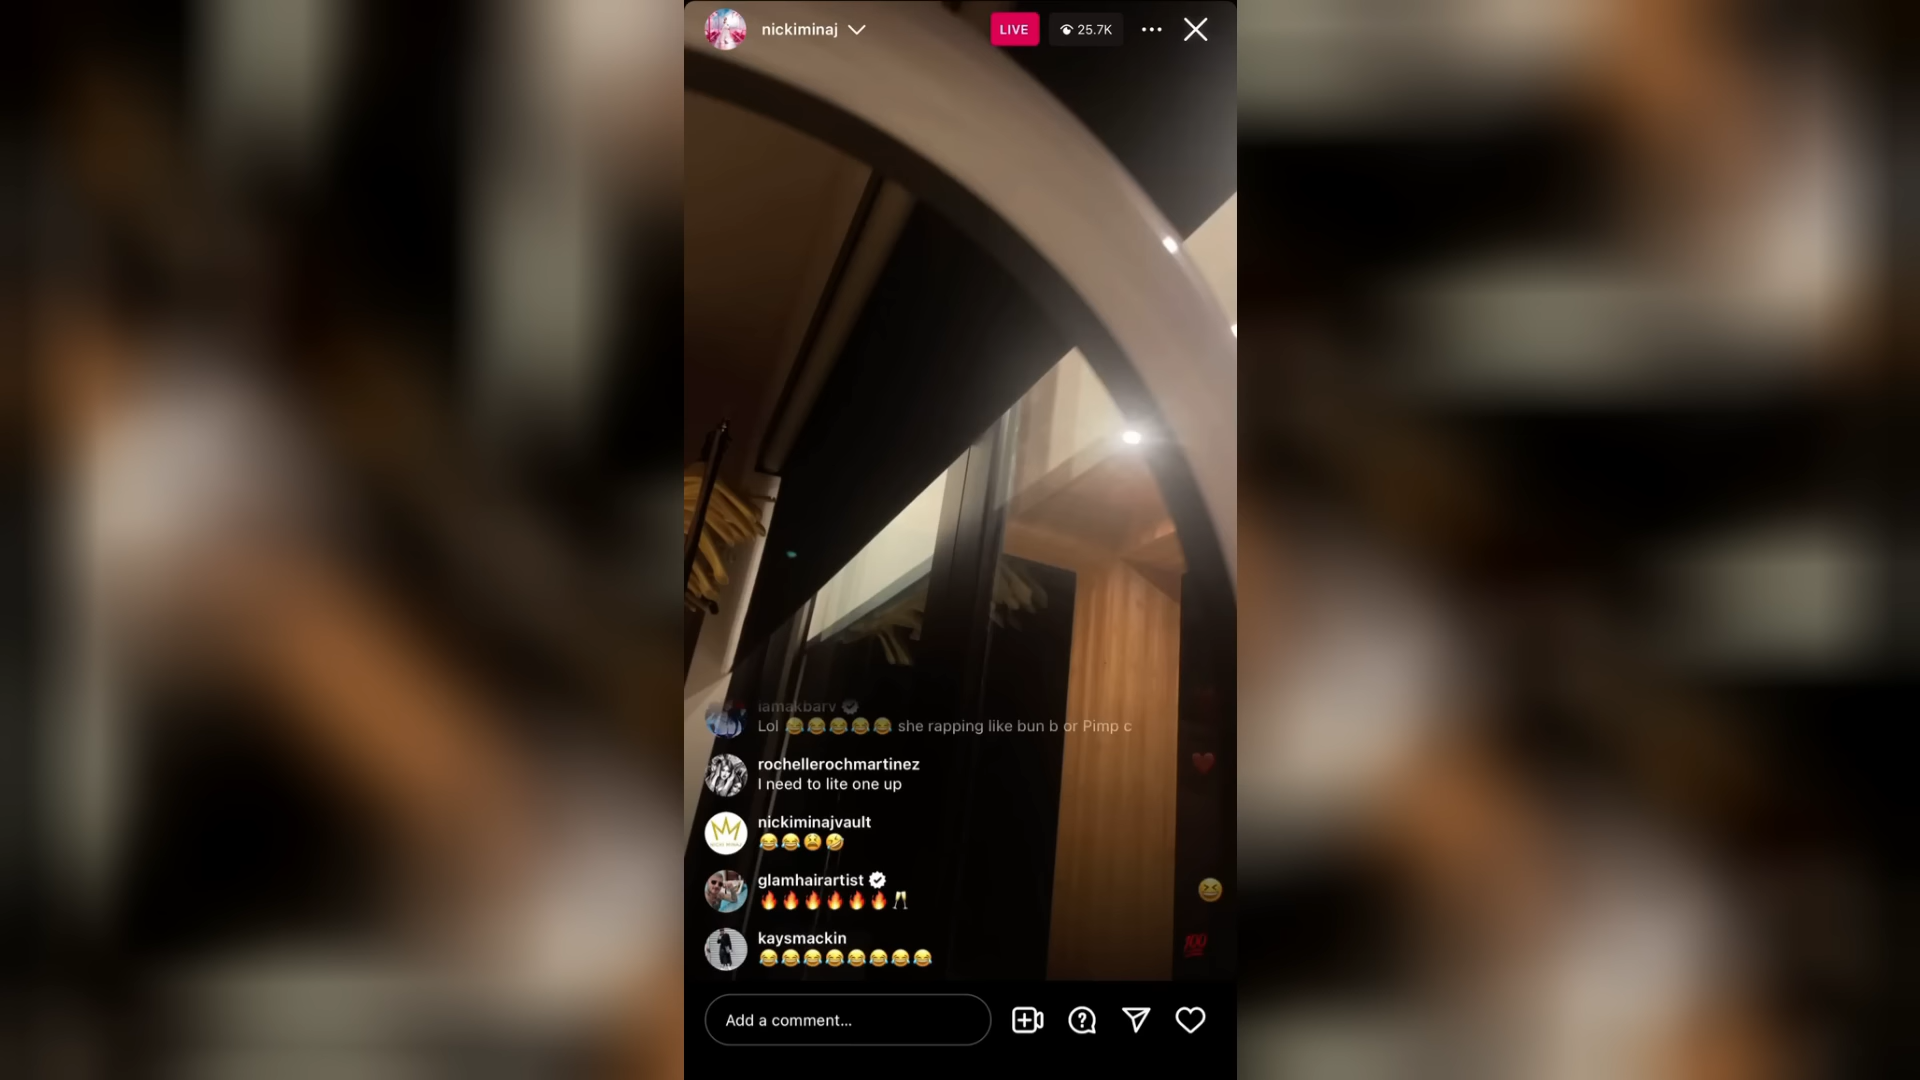 nickiminaj
LIVE
25.7K
iamakbarv
Lol 😂😂😂😂😂 she rapping like bun b or Pimp c
rochellerochmartinez
I need to lite one up
nickiminajvault
😂😂😫🤣
glamhairartist
🔥🔥🔥🔥🔥🔥🥂
kaysmackin
😂😂😂😂😂😂😂😂
Add a comment...